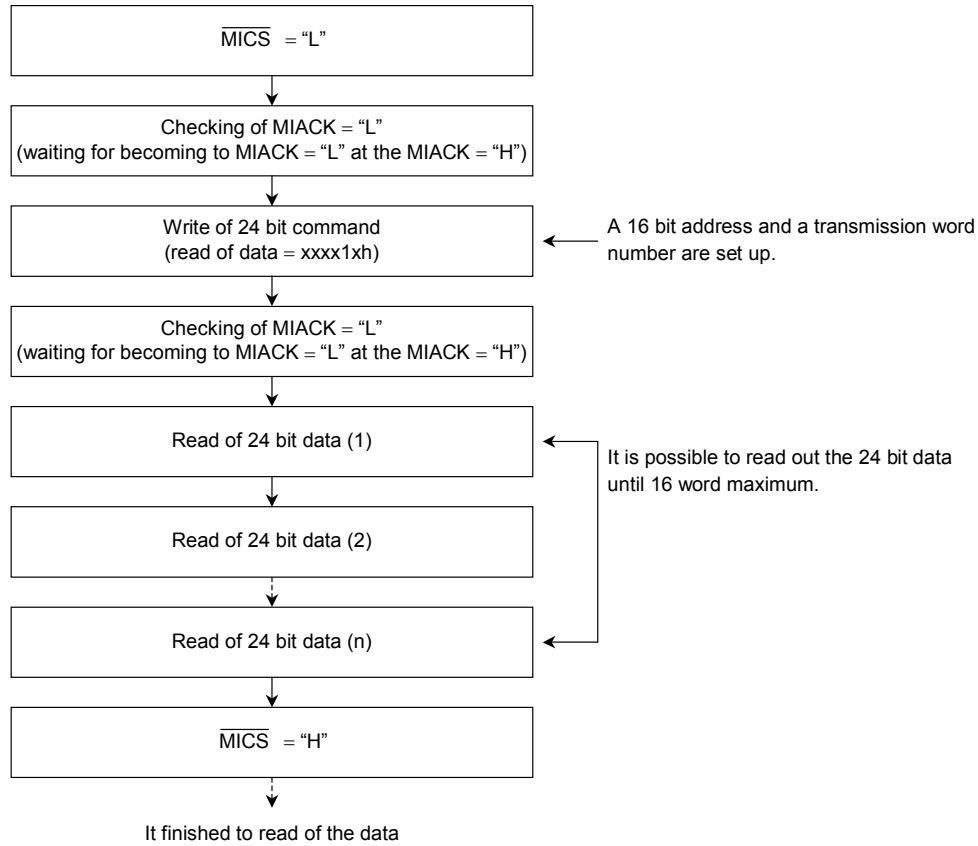 M̅I̅C̅S̅ = “L”
Checking of MIACK = “L”
(waiting for becoming to MIACK = “L” at the MIACK = “H”)
Write of 24 bit command
(read of data = xxxx1xh)
A 16 bit address and a transmission word
number are set up.
Checking of MIACK = “L”
(waiting for becoming to MIACK = “L” at the MIACK = “H”)
Read of 24 bit data (1)
It is possible to read out the 24 bit data
until 16 word maximum.
Read of 24 bit data (2)
Read of 24 bit data (n)
M̅I̅C̅S̅ = “H”
It finished to read of the data